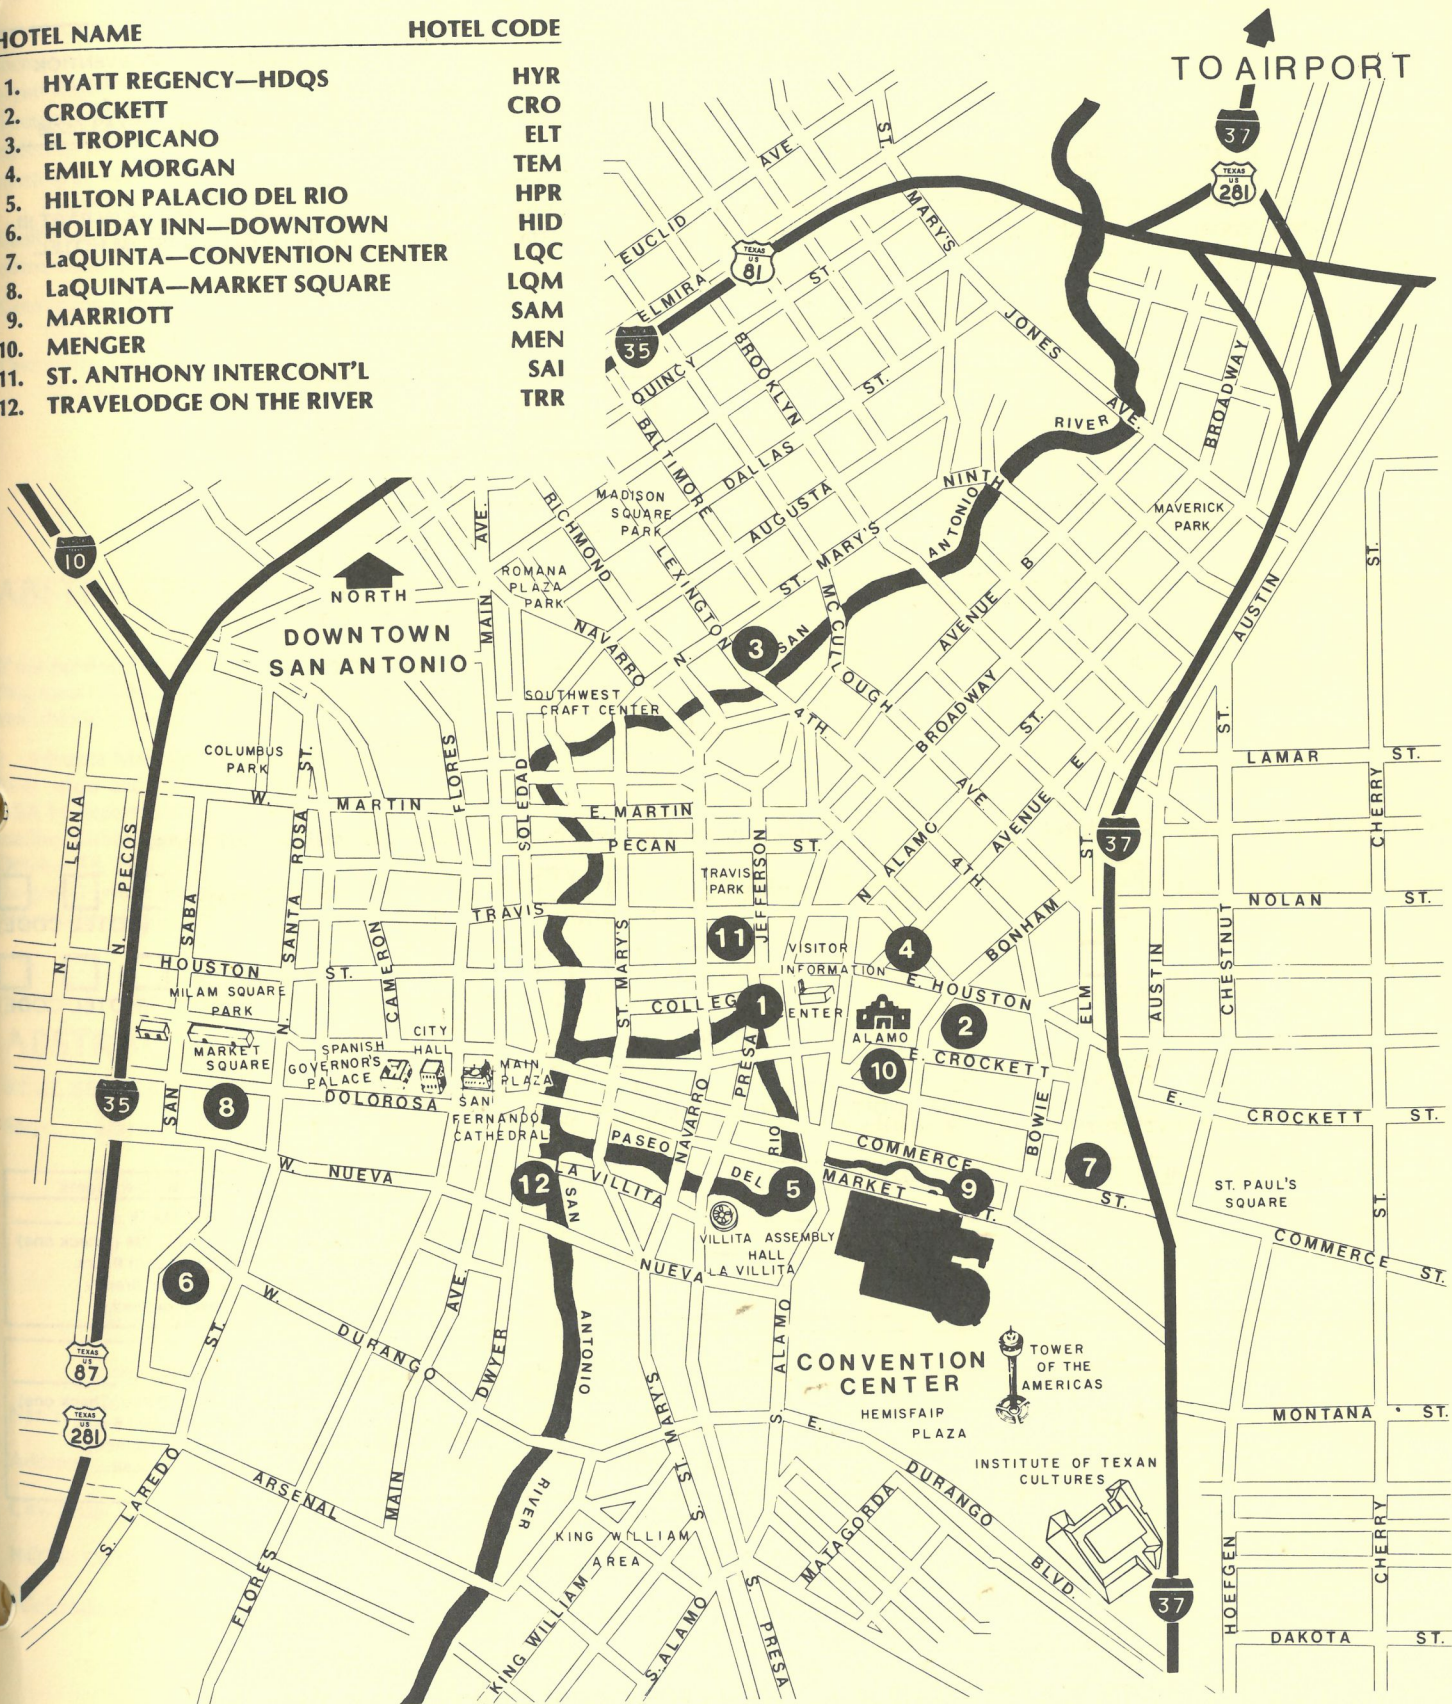 HOTEL NAME HOTEL CODE
1. HYATT REGENCY—HDQS HYR
2. CROCKETT CRO
3. EL TROPICANO ELT
4. EMILY MORGAN TEM
5. HILTON PALACIO DEL RIO HPR
6. HOLIDAY INN—DOWNTOWN HID
7. LaQUINTA—CONVENTION CENTER LQC
8. LaQUINTA—MARKET SQUARE LQM
9. MARRIOTT SAM
10. MENGER MEN
11. ST. ANTHONY INTERCONT'L SAI
12. TRAVELODGE ON THE RIVER TRR
TO AIRPORT
37
TEXAS
US
281
AVE
ST.
MARY'S
EUCLID
TEXAS
US
81
ST
ELMIRA
35
JONES
AVE.
BROOKLYN
QUINCY
ST.
BROADWAY
RIVER
BALTIMORE
DALLAS
NINTH
MADISON
SQUARE
PARK
RICHMOND
AUGUSTA
ANTONIO
MAVERICK
PARK
AVE.
10
ST.
MARY'S
LEXINGTON
ST.
B
ROMANA
PLAZA
PARK
NORTH
MAIN
MCCULLOUGH
AVENUE
AUSTIN
DOWNTOWN
SAN ANTONIO
NAVARRO
N.
3
SAN
SOUTHWEST
CRAFT CENTER
4TH
BROADWAY
ST.
ST.
COLUMBUS
PARK
ST.
FLORES
SOLEDAD
E
LAMAR ST.
W. MARTIN
E. MARTIN
AVE.
AVENUE
CHERRY
LEONA
PECOS
ROSA
PECAN ST.
JEFFERSON
N ALAMO
4TH
ST.
37
TRAVIS
PARK
NOLAN ST.
TRAVIS
SABA
SANTA
CAMERON
ST. MARY'S
11
VISITOR
INFORMATION
CENTER
4
BONHAM
N.
N
HOUSTON ST.
E. HOUSTON
ELM
AUSTIN
CHESTNUT
MILAM SQUARE
PARK
COLLEGE
1
2
ALAMO
N.
CITY
HALL
MARKET
SQUARE
SPANISH
GOVERNOR'S
PALACE
MAIN
PLAZA
PRESA
10
E. CROCKETT
35
SAN
8
DOLOROSA
SAN
FERNANDO
CATHEDRAL
NAVARRO
BOWIE
E.
CROCKETT ST.
PASEO
DEL
RIO
COMMERCE
W. NUEVA
12
LA VILLITA
SAN
5
MARKET
ST.
9
7
ST.
ST. PAUL'S
SQUARE
ST.
VILLITA ASSEMBLY
HALL
LA VILLITA
NUEVA
COMMERCE ST.
6
W.
DURANGO
ST.
AVE
DWYER
ANTONIO
S. ALAMO
TEXAS
US
87
TEXAS
US
281
CONVENTION
CENTER
TOWER
OF THE
AMERICAS
HEMISFAIR
PLAZA
ST. MARY'S
E. DURANGO
BLVD.
MONTANA ST.
INSTITUTE OF TEXAN
CULTURES
S. LAREDO
ARSENAL
MAIN
RIVER
S.
KING WILLIAM
AREA
MATAGORDA
FLORES
KING WILLIAM
S. ALAMO
S. PRESA
HOEFGEN
CHERRY
37
DAKOTA ST.